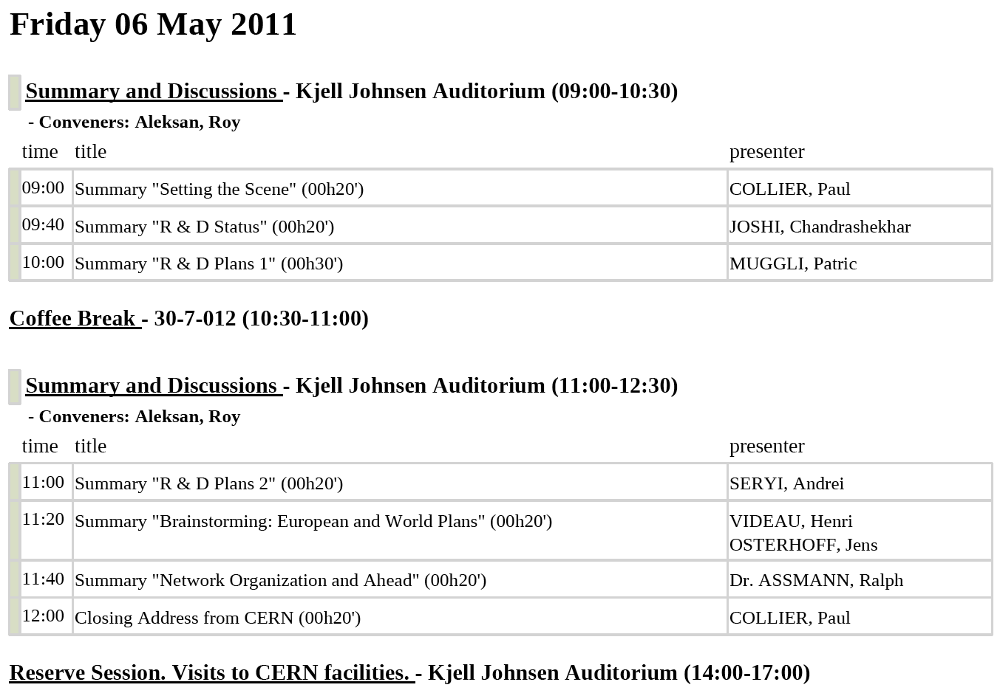 Friday 06 May 2011
Summary and Discussions - Kjell Johnsen Auditorium (09:00-10:30)
- Conveners: Aleksan, Roy
time title presenter
09:00 Summary "Setting the Scene" (00h20') COLLIER, Paul
09:40 Summary "R & D Status" (00h20') JOSHI, Chandrashekhar
10:00 Summary "R & D Plans 1" (00h30') MUGGLI, Patric
Coffee Break - 30-7-012 (10:30-11:00)
Summary and Discussions - Kjell Johnsen Auditorium (11:00-12:30)
- Conveners: Aleksan, Roy
time title presenter
11:00 Summary "R & D Plans 2" (00h20') SERYI, Andrei
11:20 Summary "Brainstorming: European and World Plans" (00h20') VIDEAU, Henri
OSTERHOFF, Jens
11:40 Summary "Network Organization and Ahead" (00h20') Dr. ASSMANN, Ralph
12:00 Closing Address from CERN (00h20') COLLIER, Paul
Reserve Session. Visits to CERN facilities. - Kjell Johnsen Auditorium (14:00-17:00)